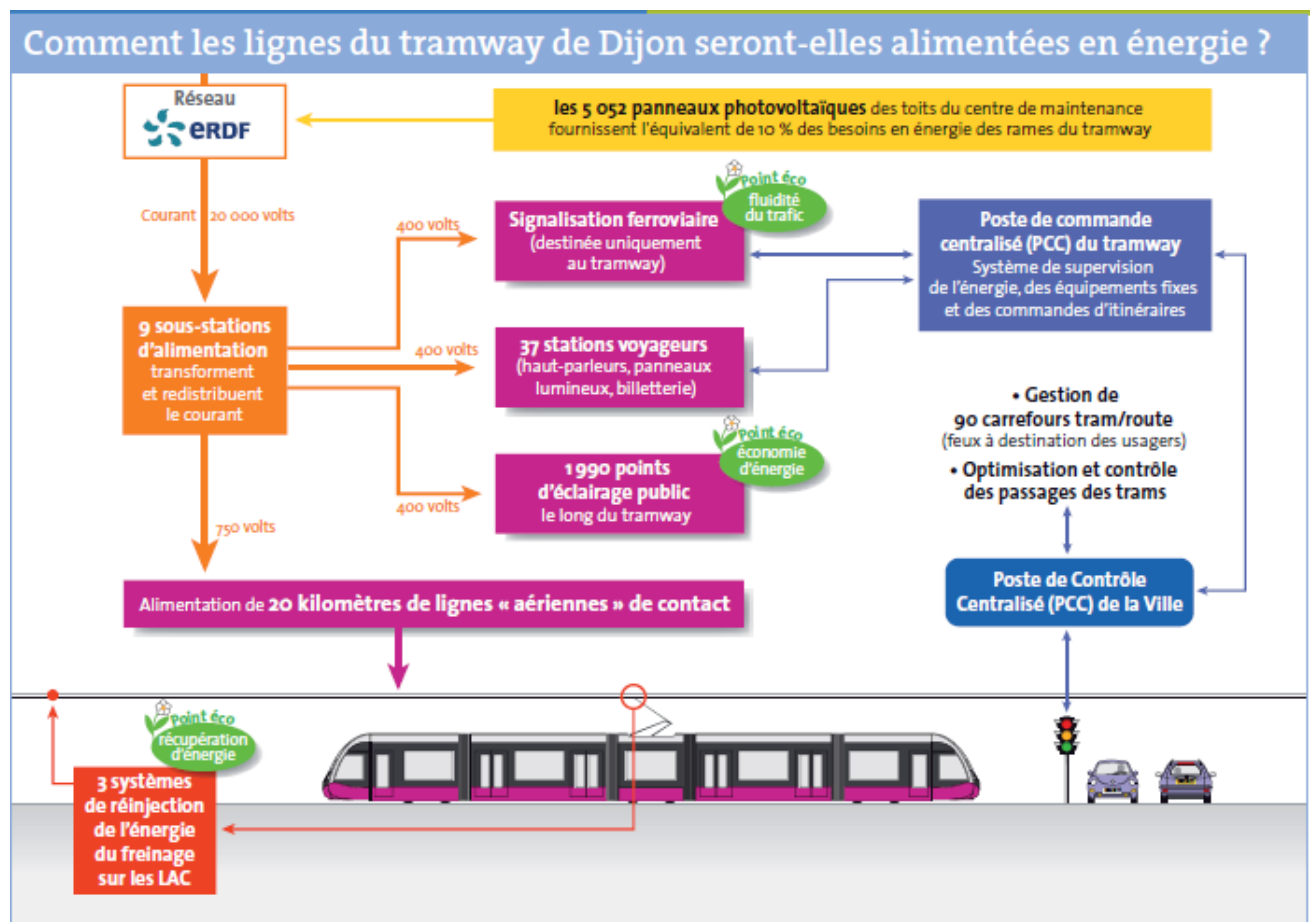 Comment les lignes du tramway de Dijon seront-elles alimentées en énergie ?
Réseau
eRDF
les 5 052 panneaux photovoltaïques des toits du centre de maintenance
fournissent l'équivalent de 10 % des besoins en énergie des rames du tramway
Courant 20 000 volts
400 volts
Signalisation ferroviaire
(destinée uniquement
au tramway)
Point éco
fluidité
du trafic
Poste de commande
centralisé (PCC) du tramway
Système de supervision
de l'énergie, des équipements fixes
et des commandes d'itinéraires
9 sous-stations
d'alimentation
transforment
et redistribuent
le courant
400 volts
37 stations voyageurs
(haut-parleurs, panneaux
lumineux, billetterie)
• Gestion de
90 carrefours tram/route
(feux à destination des usagers)
• Optimisation et contrôle
des passages des trams
Point éco
économie
d'énergie
400 volts
1 990 points
d'éclairage public
le long du tramway
750 volts
Alimentation de 20 kilomètres de lignes « aériennes » de contact
Poste de Contrôle
Centralisé (PCC) de la Ville
Point éco
récupération
d'énergie
3 systèmes
de réinjection
de l'énergie
du freinage
sur les LAC